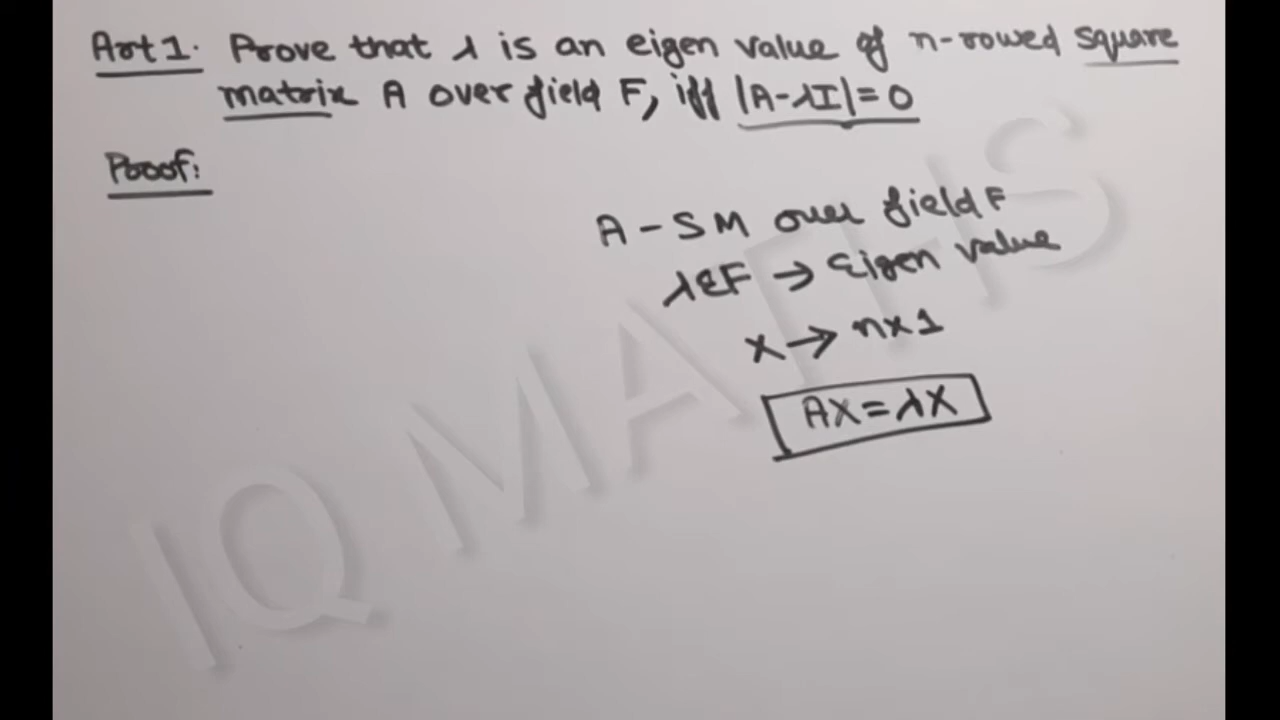 Art 1. Prove that λ is an eigen value of n-rowed square
matrix A over field F, iff |A-λI|=0
Proof:
A - SM over field F
λ∈F → Eigen value
X → n×1
AX=λX
IQ MATHS